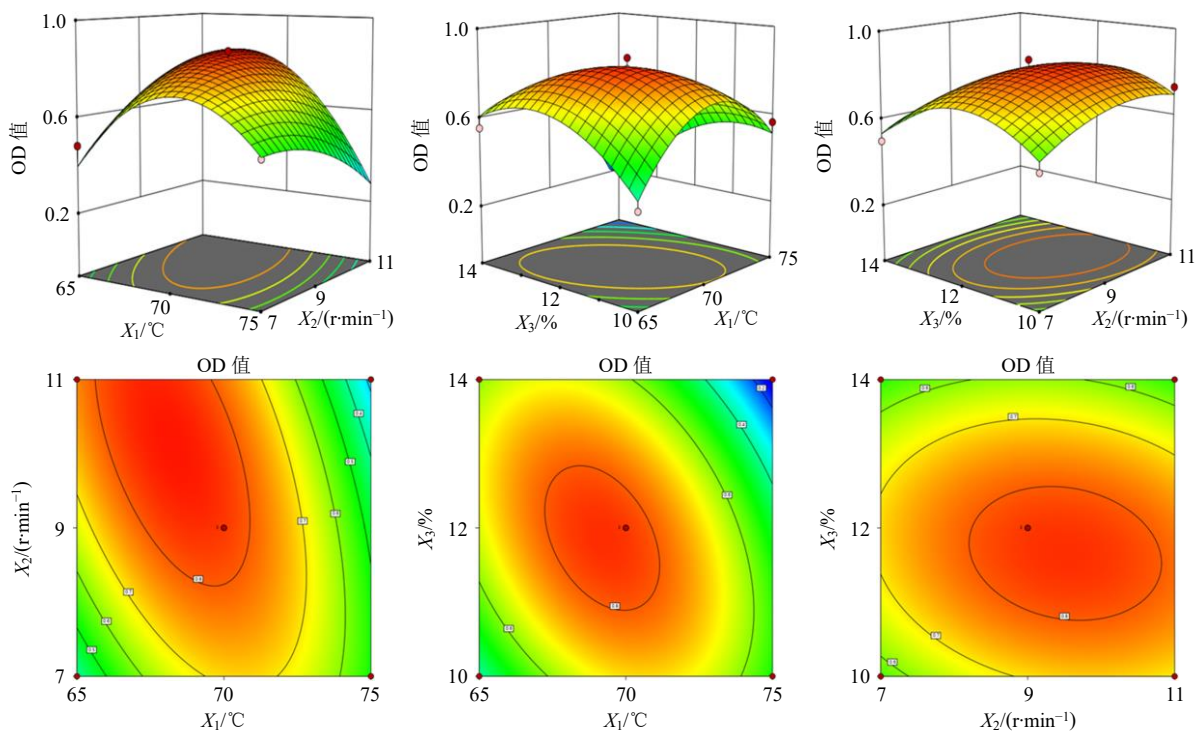 1.0
0.6
0.2
OD 值
65
70
75
X₁/℃
7
9
11
X₂/(r·min⁻¹)
1.0
0.6
0.2
OD 值
14
12
10
X₃/%
65
70
75
X₁/℃
1.0
0.6
0.2
OD 值
14
12
10
X₃/%
7
9
11
X₂/(r·min⁻¹)
OD 值
11
9
7
X₂/(r·min⁻¹)
65
70
75
X₁/℃
OD 值
14
12
10
X₃/%
65
70
75
X₁/℃
OD 值
14
12
10
X₃/%
7
9
11
X₂/(r·min⁻¹)